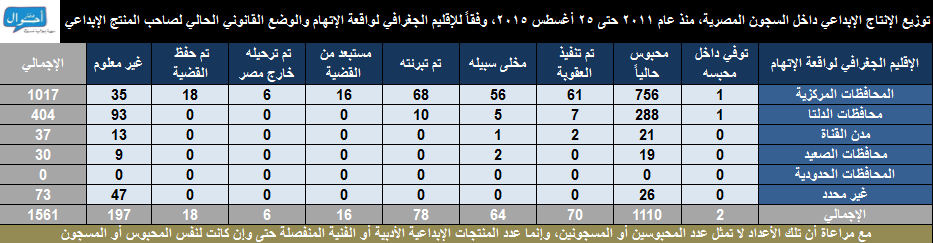 توزيع الإنتاج الإبداعي داخل السجون المصرية، منذ عام ٢٠١١ حتى ٢٥ أغسطس ٢٠١٥، وفقاً للإقليم الجغرافي لواقعة الإتهام والوضع القانوني الحالي لصاحب المنتج الإبداعي
الإقليم الجغرافي لواقعة الإتهام توفي داخل محبسه محبوس حالياً تم تنفيذ العقوبة مخلى سبيله تم تبرئته مستبعد من القضية تم ترحيله خارج مصر تم حفظ القضية غير معلوم الإجمالي
المحافظات المركزية 1 756 61 56 68 16 6 18 35 1017
محافظات الدلتا 1 288 7 5 10 0 0 0 93 404
مدن القناة 0 21 2 1 0 0 0 0 13 37
محافظات الصعيد 0 19 0 2 0 0 0 0 9 30
المحافظات الحدودية 0 0 0 0 0 0 0 0 0 0
غير محدد 0 26 0 0 0 0 0 0 47 73
الإجمالي 2 1110 70 64 78 16 6 18 197 1561
مع مراعاة أن تلك الأعداد لا تمثل عدد المحبوسين أو المسجونين، وإنما عدد المنتجات الإبداعية الأدبية أو الفنية المنفصلة حتى وإن كانت لنفس المحبوس أو المسجون